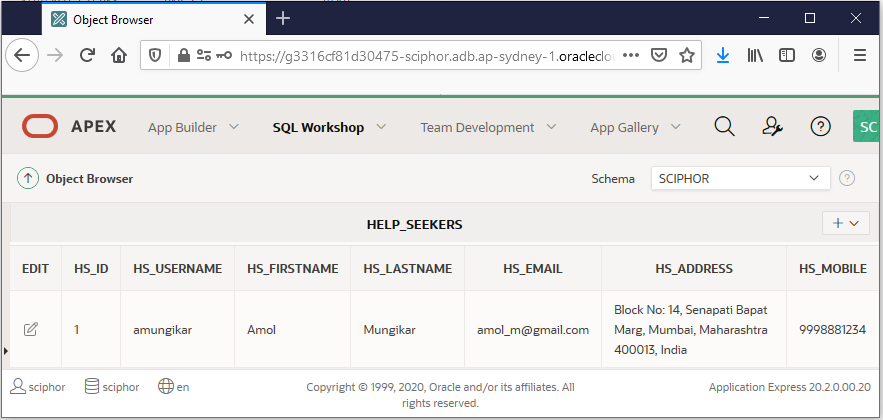 Object Browser
https://g3316cf81d30475-sciphor.adb.ap-sydney-1.oracleclo
APEX App Builder SQL Workshop Team Development App Gallery SC
Object Browser Schema SCIPHOR
HELP_SEEKERS
EDIT HS_ID HS_USERNAME HS_FIRSTNAME HS_LASTNAME HS_EMAIL HS_ADDRESS HS_MOBILE
1 amungikar Amol Mungikar amol_m@gmail.com Block No: 14, Senapati Bapat
Marg, Mumbai, Maharashtra
400013, India 9998881234
sciphor sciphor en Copyright © 1999, 2020, Oracle and/or its affiliates. All
rights reserved. Application Express 20.2.0.00.20